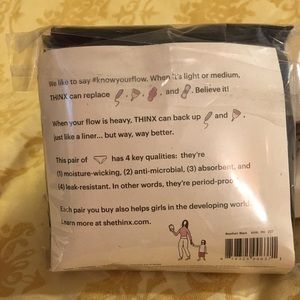 We like to say #knowyourflow. When it's light or medium,
THINX can replace , , , and . Believe it!
When your flow is heavy, THINX can back up and ,
just like a liner... but way, way better.
This pair of has 4 key qualities: they're
(1) moisture-wicking, (2) anti-microbial, (3) absorbent, and
(4) leak-resistant. In other words, they're period-proof
Each pair you buy also helps girls in the developing world.
Learn more at shethinx.com.